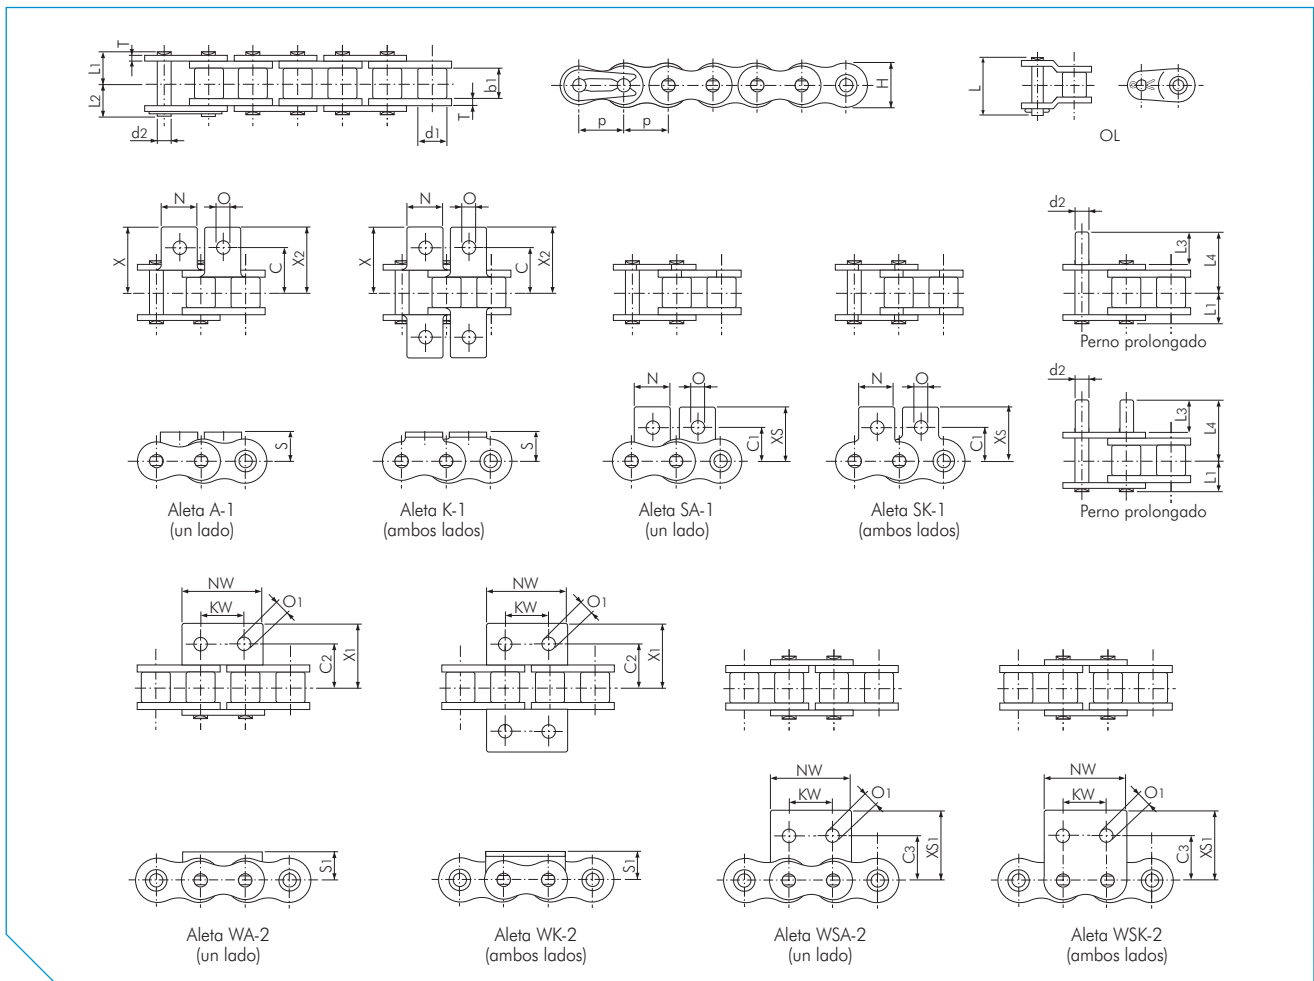 T
L1
L2
d2
b1
T
d1
p
p
H
L
OL
N
O
X
C
X2
N
O
X
C
X2
d2
L3
L4
L1
Perno prolongado
S
S
N
O
C1
XS
N
O
C1
XS
d2
L3
L4
L1
Aleta A-1
(un lado)
Aleta K-1
(ambos lados)
Aleta SA-1
(un lado)
Aleta SK-1
(ambos lados)
Perno prolongado
NW
KW
O1
C2
X1
NW
KW
O1
C2
X1
S1
S1
NW
KW
O1
C3
XS1
NW
KW
O1
C3
XS1
Aleta WA-2
(un lado)
Aleta WK-2
(ambos lados)
Aleta WSA-2
(un lado)
Aleta WSK-2
(ambos lados)